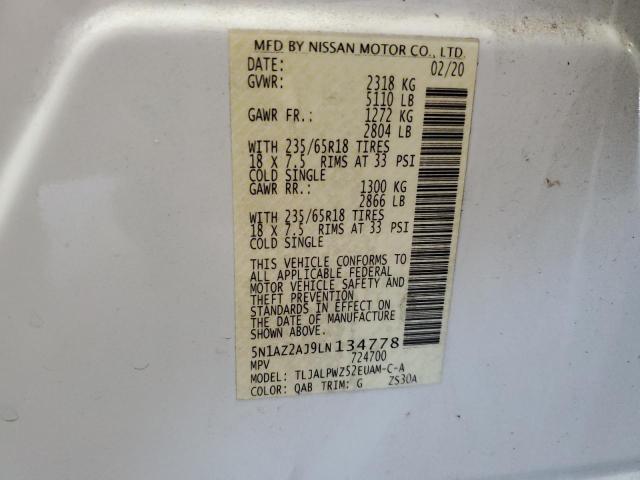 MFD BY NISSAN MOTOR CO., LTD.
DATE: 02/20
GVWR: 2318 KG
5110 LB
GAWR FR.: 1272 KG
2804 LB
WITH 235/65R18 TIRES
18 X 7.5 RIMS AT 33 PSI
COLD SINGLE
GAWR RR.: 1300 KG
2866 LB
WITH 235/65R18 TIRES
18 X 7.5 RIMS AT 33 PSI
COLD SINGLE
THIS VEHICLE CONFORMS TO
ALL APPLICABLE FEDERAL
MOTOR VEHICLE SAFETY AND
THEFT PREVENTION
STANDARDS IN EFFECT ON
THE DATE OF MANUFACTURE
SHOWN ABOVE.
5N1AZ2AJ9LN134778
MPV 724700
MODEL: TLJALPWZ52EUAM-C-A
COLOR: QAB TRIM: G ZS30A